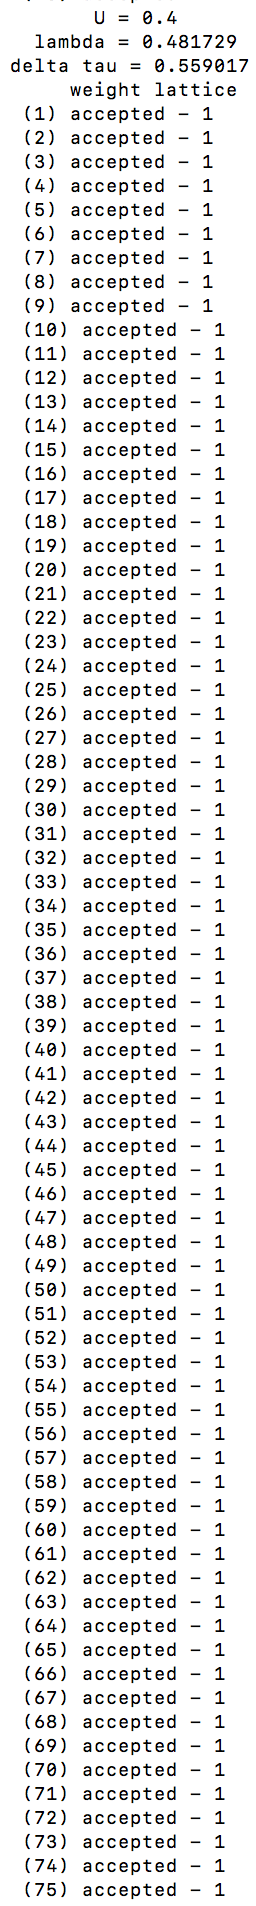 U = 0.4
lambda = 0.481729
delta tau = 0.559017
weight lattice
(1) accepted - 1
(2) accepted - 1
(3) accepted - 1
(4) accepted - 1
(5) accepted - 1
(6) accepted - 1
(7) accepted - 1
(8) accepted - 1
(9) accepted - 1
(10) accepted - 1
(11) accepted - 1
(12) accepted - 1
(13) accepted - 1
(14) accepted - 1
(15) accepted - 1
(16) accepted - 1
(17) accepted - 1
(18) accepted - 1
(19) accepted - 1
(20) accepted - 1
(21) accepted - 1
(22) accepted - 1
(23) accepted - 1
(24) accepted - 1
(25) accepted - 1
(26) accepted - 1
(27) accepted - 1
(28) accepted - 1
(29) accepted - 1
(30) accepted - 1
(31) accepted - 1
(32) accepted - 1
(33) accepted - 1
(34) accepted - 1
(35) accepted - 1
(36) accepted - 1
(37) accepted - 1
(38) accepted - 1
(39) accepted - 1
(40) accepted - 1
(41) accepted - 1
(42) accepted - 1
(43) accepted - 1
(44) accepted - 1
(45) accepted - 1
(46) accepted - 1
(47) accepted - 1
(48) accepted - 1
(49) accepted - 1
(50) accepted - 1
(51) accepted - 1
(52) accepted - 1
(53) accepted - 1
(54) accepted - 1
(55) accepted - 1
(56) accepted - 1
(57) accepted - 1
(58) accepted - 1
(59) accepted - 1
(60) accepted - 1
(61) accepted - 1
(62) accepted - 1
(63) accepted - 1
(64) accepted - 1
(65) accepted - 1
(66) accepted - 1
(67) accepted - 1
(68) accepted - 1
(69) accepted - 1
(70) accepted - 1
(71) accepted - 1
(72) accepted - 1
(73) accepted - 1
(74) accepted - 1
(75) accepted - 1